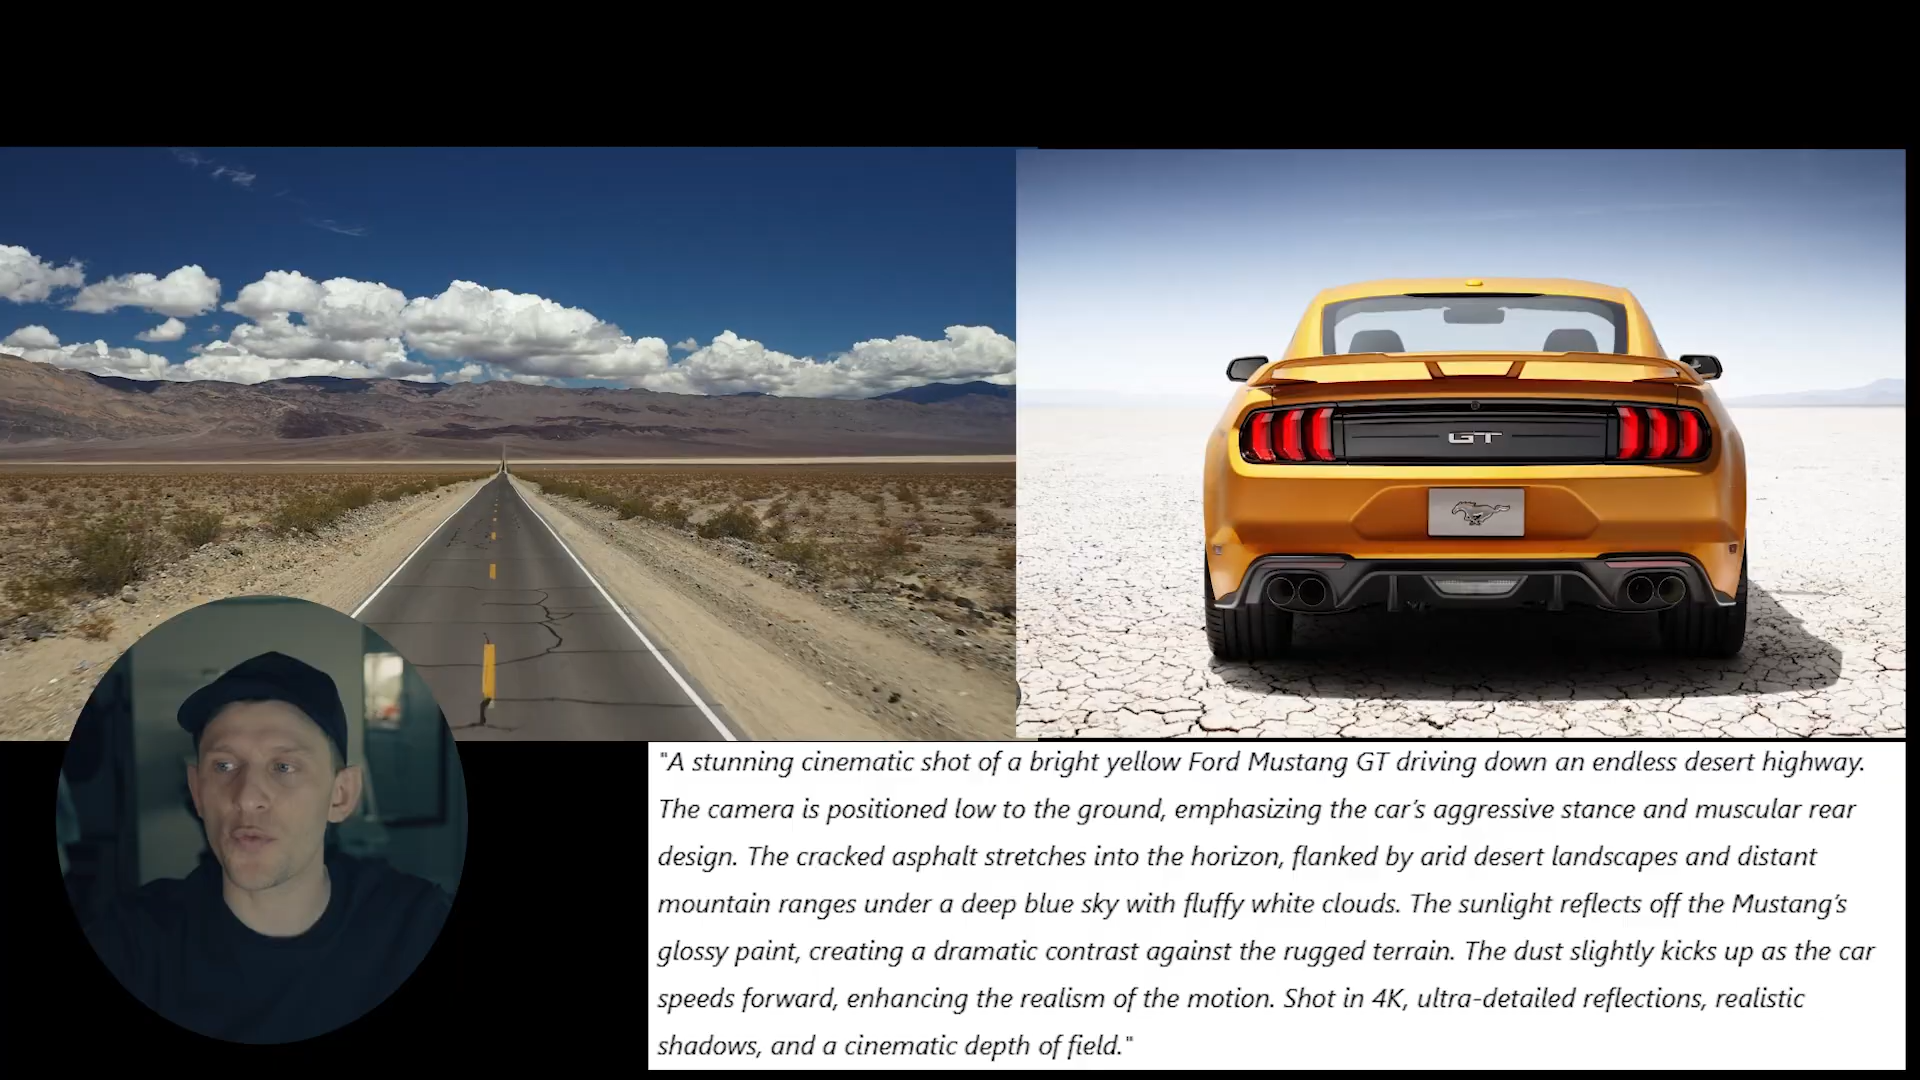 GT
"A stunning cinematic shot of a bright yellow Ford Mustang GT driving down an endless desert highway.
The camera is positioned low to the ground, emphasizing the car's aggressive stance and muscular rear
design. The cracked asphalt stretches into the horizon, flanked by arid desert landscapes and distant
mountain ranges under a deep blue sky with fluffy white clouds. The sunlight reflects off the Mustang's
glossy paint, creating a dramatic contrast against the rugged terrain. The dust slightly kicks up as the car
speeds forward, enhancing the realism of the motion. Shot in 4K, ultra-detailed reflections, realistic
shadows, and a cinematic depth of field."